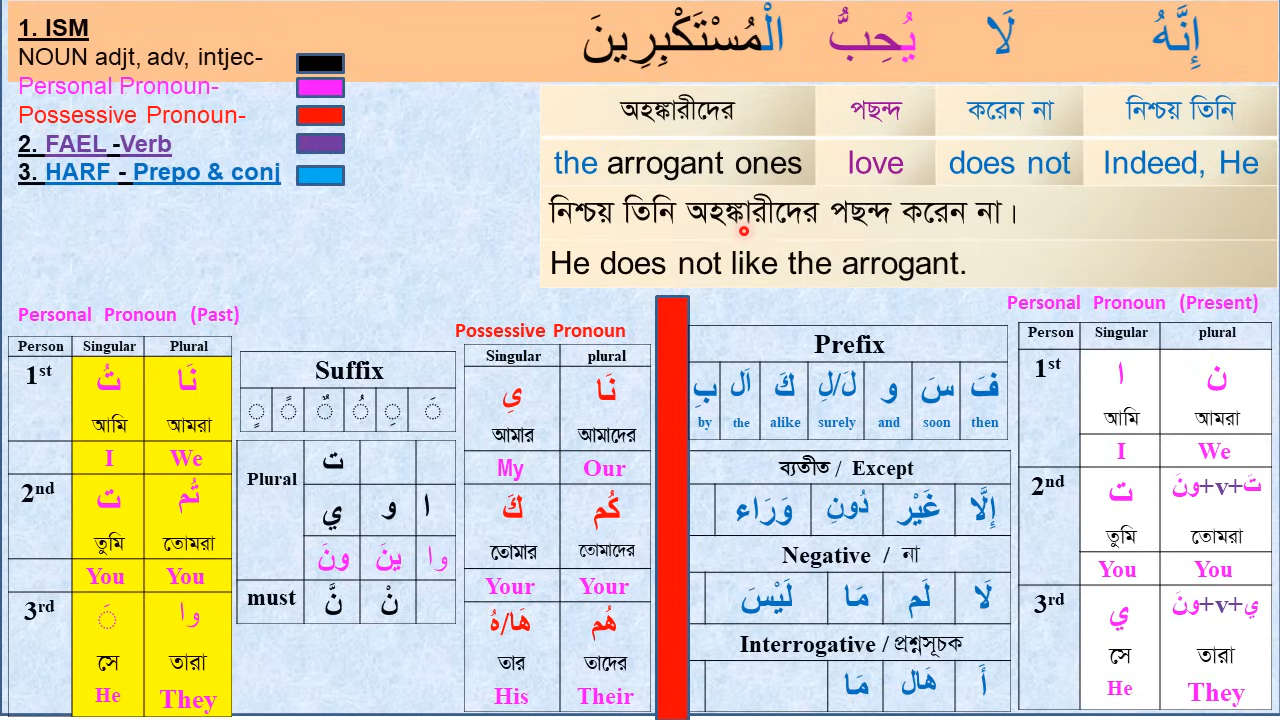 1. ISM
NOUN adjt, adv, intjec-
Personal Pronoun-
Possessive Pronoun-
2. FAEL -Verb
3. HARF - Prepo & conj
إِنَّهُ لَا يُحِبُّ الْمُسْتَكْبِرِينَ
অহঙ্কারীদের পছন্দ করেন না নিশ্চয় তিনি
the arrogant ones love does not Indeed, He
নিশ্চয় তিনি অহঙ্কারীদের পছন্দ করেন না।
He does not like the arrogant.
Personal Pronoun (Past)
Person Singular Plural
1st تُ نَا
আমি আমরা
I We
2nd ت تُم
তুমি তোমরা
You You
3rd َ وا
সে তারা
He They
Suffix
ٍ ً ٌ ُ ِ َ
Plural ت
ي و ا
ونَ ينَ وا
must نَّ نْ
Possessive Pronoun
Singular plural
يِ نَا
আমার আমাদের
My Our
كَ كُم
তোমার তোমাদের
Your Your
هَا/هُ هُم
তার তাদের
His Their
Prefix
بِ اَل كَ لَ/لِ و سَ فَ
by the alike surely and soon then
ব্যতীত / Except
وَرَاء دُونِ غَيْر إِلَّا
Negative / না
لَيْسَ مَا لَم لَا
Interrogative / প্রশ্নসূচক
مَا هَال أَ
Personal Pronoun (Present)
Person Singular plural
1st ا ن
আমি আমরা
I We
2nd ت تَ+v+ونَ
তুমি তোমরা
You You
3rd ي ي+v+ونَ
সে তারা
He They